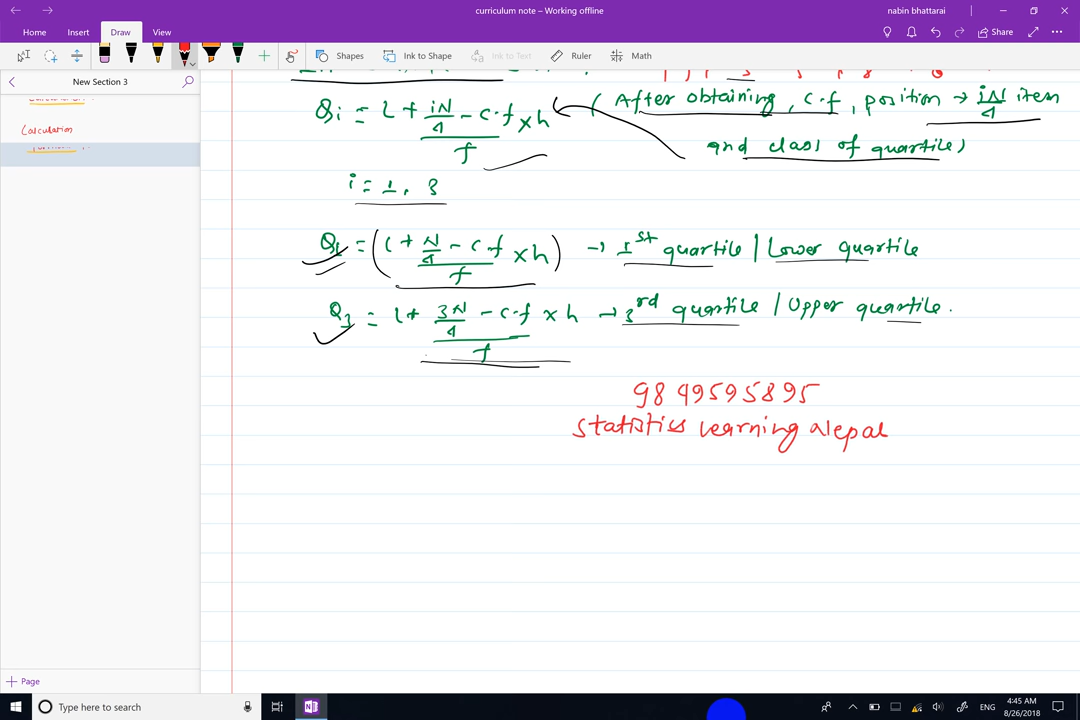 curriculum note – Working offline
nabin bhattarai
Home Insert Draw View
Share
Shapes Ink to Shape Ink to Text Ruler Math
New Section 3
Calculation
Qi = l + iN/4 - c.f / f × h (After obtaining, c.f, position → iN/4 item
and class of quartile)
i = 1, 3
Q1 = (l + N/4 - c.f / f × h) → 1st quartile | Lower quartile
Q3 = l + 3N/4 - c.f / f × h → 3rd quartile / Upper quartile.
9849595895
statistics learning Nepal
Page
Type here to search
ENG
4:45 AM
8/26/2018